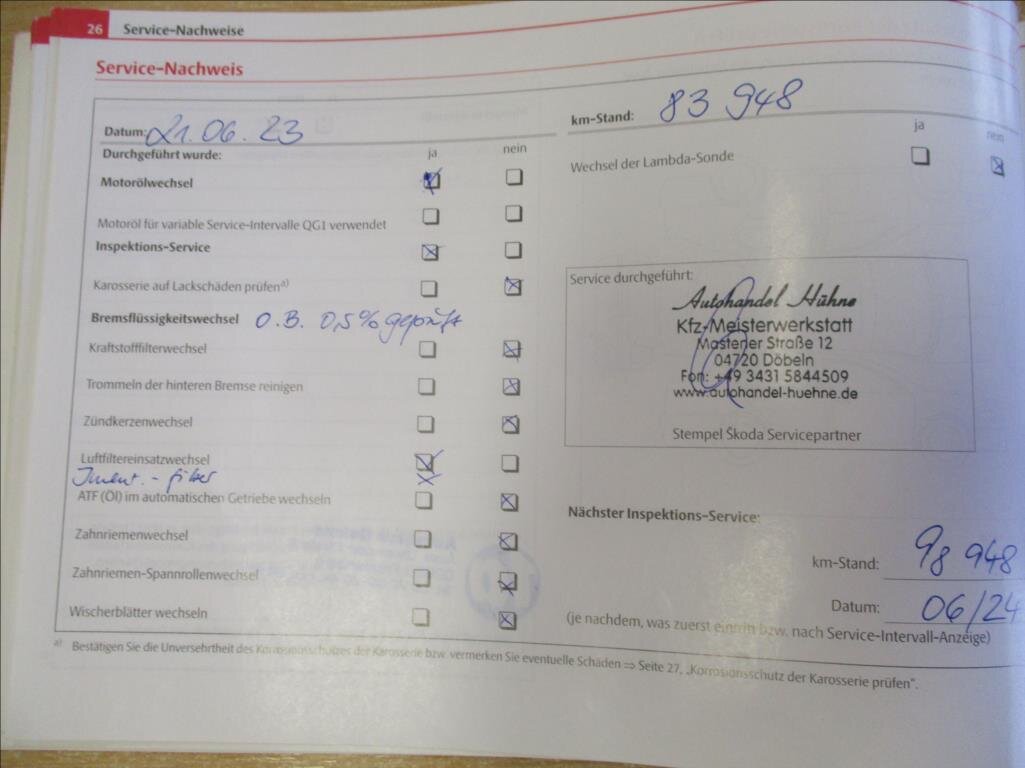 26 Service-Nachweise
Service-Nachweis
Datum: 21.06.23
Durchgeführt wurde: ja nein
Motorölwechsel
Motoröl für variable Service-Intervalle QG1 verwendet
Inspektions-Service
Karosserie auf Lackschäden prüfen a)
Bremsflüssigkeitswechsel O.B. 0,5% geprüft
Kraftstofffilterwechsel
Trommeln der hinteren Bremse reinigen
Zündkerzenwechsel
Luftfiltereinsatzwechsel
Innent.-filter
ATF (Öl) im automatischen Getriebe wechseln
Zahnriemenwechsel
Zahnriemen-Spannrollenwechsel
Wischerblätter wechseln
km-Stand: 83 948
ja nein
Wechsel der Lambda-Sonde
Service durchgeführt:
Autohandel Hühne
Kfz-Meisterwerkstatt
Mastener Straße 12
04720 Döbeln
Fon: +49 3431 5844509
www.autohandel-huehne.de
Stempel Škoda Servicepartner
Nächster Inspektions-Service:
km-Stand: 98 948
Datum: 06/24
(je nachdem, was zuerst eintritt bzw. nach Service-Intervall-Anzeige)
a) Bestätigen Sie die Unversehrtheit des Korrosionsschutzes der Karosserie bzw. vermerken Sie eventuelle Schäden ⇒ Seite 27, „Korrosionsschutz der Karosserie prüfen“.